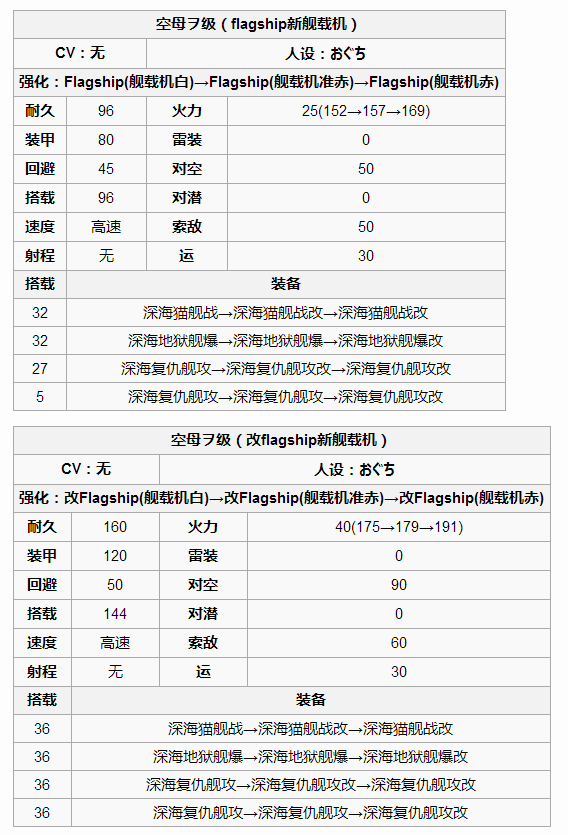 空母ヲ级（flagship新舰载机）
CV：无 人设：おぐち
强化：Flagship(舰载机白)→Flagship(舰载机准赤)→Flagship(舰载机赤)
耐久 96 火力 25(152→157→169)
装甲 80 雷装 0
回避 45 对空 50
搭载 96 对潜 0
速度 高速 索敌 50
射程 无 运 30
搭载 装备
32 深海猫舰战→深海猫舰战改→深海猫舰战改
32 深海地狱舰爆→深海地狱舰爆→深海地狱舰爆改
27 深海复仇舰攻→深海复仇舰攻改→深海复仇舰攻改
5 深海复仇舰攻→深海复仇舰攻→深海复仇舰攻改
空母ヲ级（改flagship新舰载机）
CV：无 人设：おぐち
强化：改Flagship(舰载机白)→改Flagship(舰载机准赤)→改Flagship(舰载机赤)
耐久 160 火力 40(175→179→191)
装甲 120 雷装 0
回避 50 对空 90
搭载 144 对潜 0
速度 高速 索敌 60
射程 无 运 30
搭载 装备
36 深海猫舰战→深海猫舰战改→深海猫舰战改
36 深海地狱舰爆→深海地狱舰爆→深海地狱舰爆改
36 深海复仇舰攻→深海复仇舰攻改→深海复仇舰攻改
36 深海复仇舰攻→深海复仇舰攻→深海复仇舰攻改